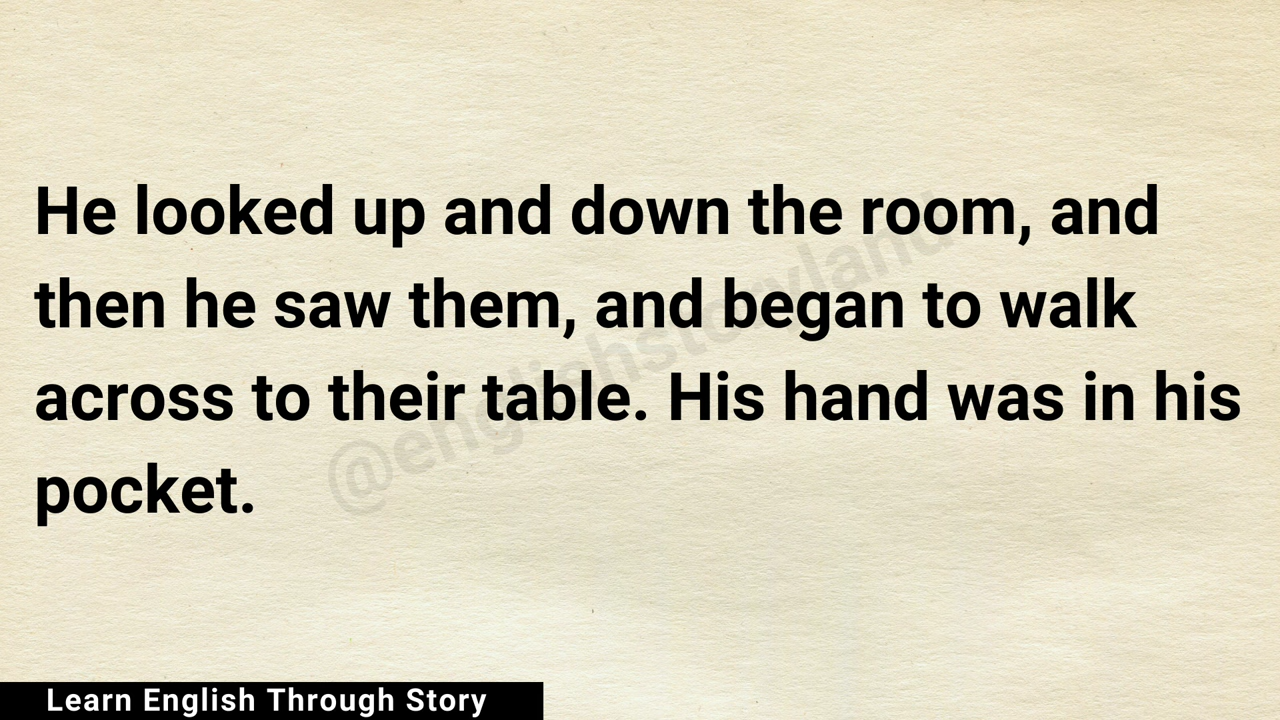 He looked up and down the room, and
then he saw them, and began to walk
across to their table. His hand was in his
pocket.
@englishstoryland
Learn English Through Story